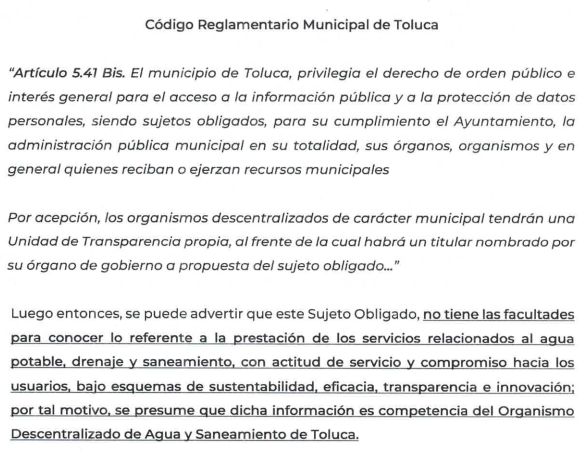 Código Reglamentario Municipal de Toluca
“Artículo 5.41 Bis. El municipio de Toluca, privilegia el derecho de orden público e
interés general para el acceso a la información pública y a la protección de datos
personales, siendo sujetos obligados, para su cumplimiento el Ayuntamiento, la
administración pública municipal en su totalidad, sus órganos, organismos y en
general quienes reciban o ejerzan recursos municipales
Por acepción, los organismos descentralizados de carácter municipal tendrán una
Unidad de Transparencia propia, al frente de la cual habrá un titular nombrado por
su órgano de gobierno a propuesta del sujeto obligado...”
Luego entonces, se puede advertir que este Sujeto Obligado, no tiene las facultades
para conocer lo referente a la prestación de los servicios relacionados al agua
potable, drenaje y saneamiento, con actitud de servicio y compromiso hacia los
usuarios, bajo esquemas de sustentabilidad, eficacia, transparencia e innovación;
por tal motivo, se presume que dicha información es competencia del Organismo
Descentralizado de Agua y Saneamiento de Toluca.